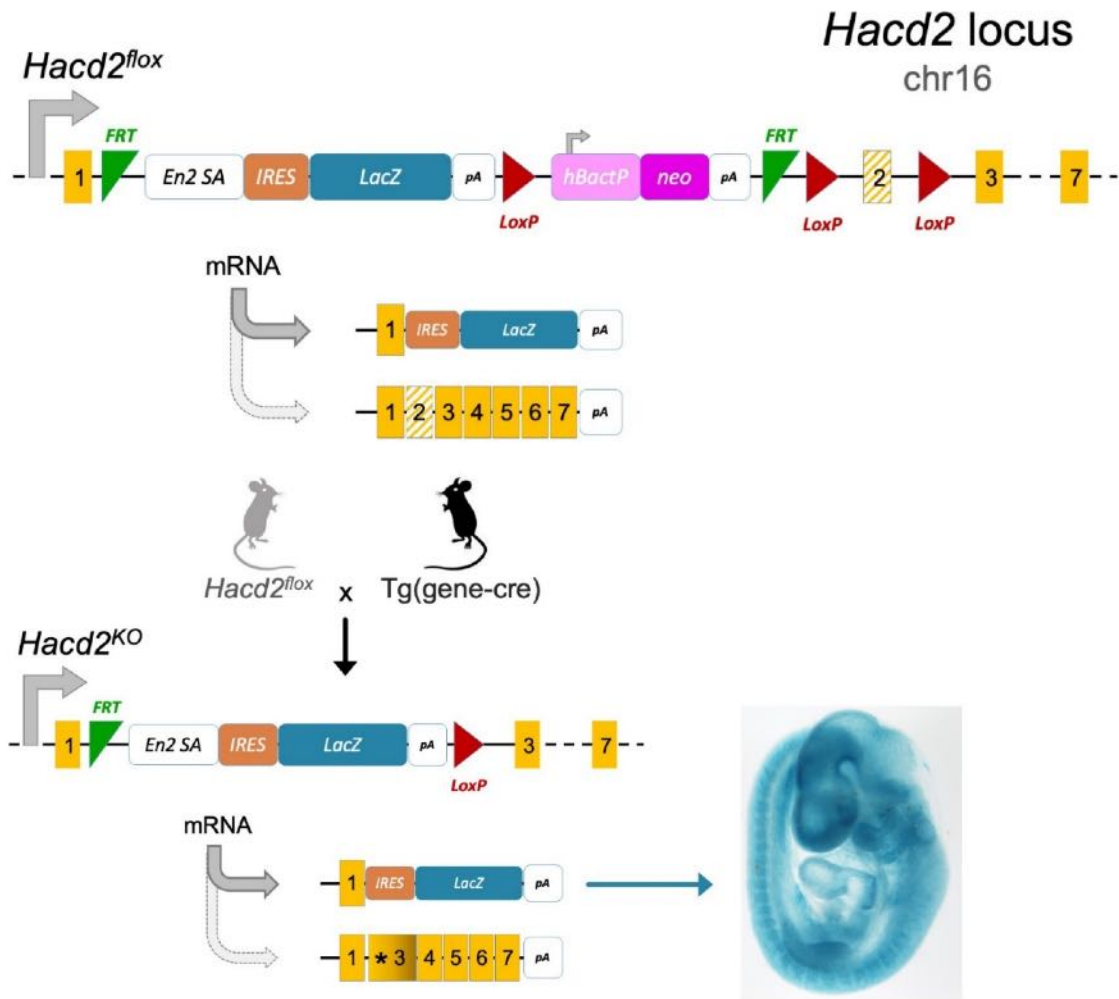 Hacd2 locus
chr16
Hacd2flox
FRT
FRT
1 En2 SA IRES LacZ pA hBactP neo pA 2 3 7
LoxP
LoxP
LoxP
mRNA
1 IRES LacZ pA
1 2 3 4 5 6 7 pA
Hacd2flox x Tg(gene-cre)
Hacd2KO
FRT
1 En2 SA IRES LacZ pA 3 7
LoxP
mRNA
1 IRES LacZ pA
1 * 3 4 5 6 7 pA